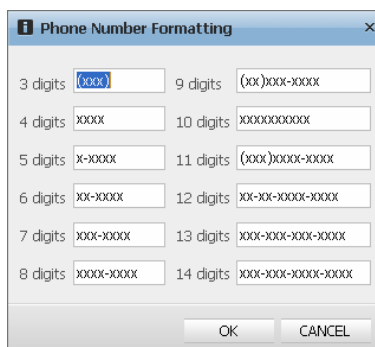 Phone Number Formatting
3 digits (xxx) 9 digits (xx)xxx-xxxx
4 digits xxxx 10 digits xxxxxxxxxx
5 digits x-xxxx 11 digits (xxx)xxxx-xxxx
6 digits xx-xxxx 12 digits xx-xx-xxxx-xxxx
7 digits xxx-xxxx 13 digits xxx-xxx-xxx-xxxx
8 digits xxxx-xxxx 14 digits xxx-xxx-xxxx-xxxx
OK CANCEL